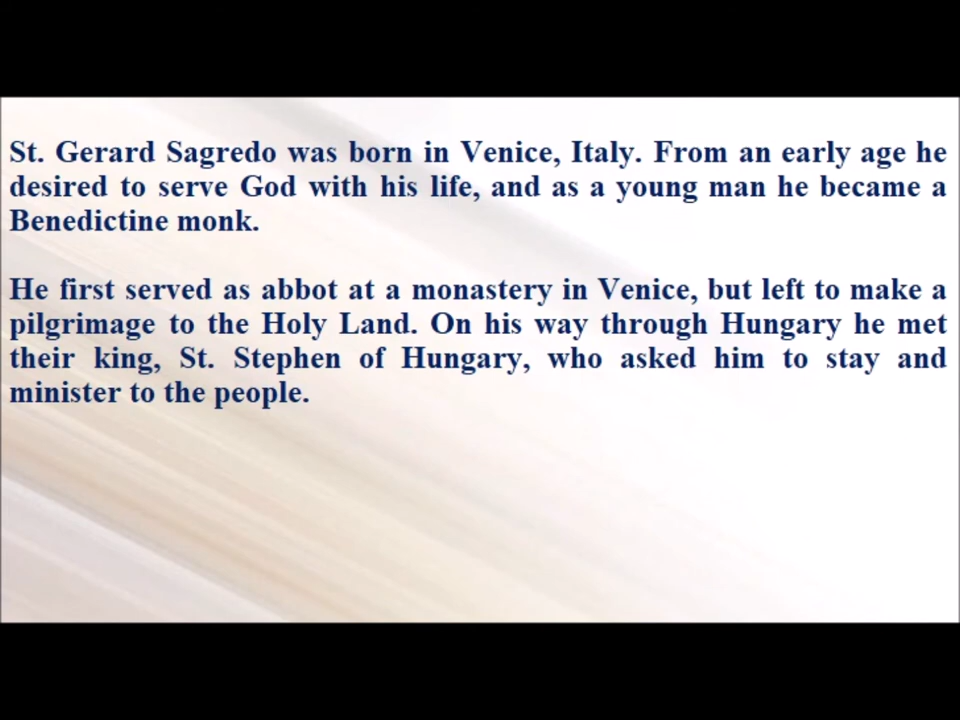 St. Gerard Sagredo was born in Venice, Italy. From an early age he
desired to serve God with his life, and as a young man he became a
Benedictine monk.
He first served as abbot at a monastery in Venice, but left to make a
pilgrimage to the Holy Land. On his way through Hungary he met
their king, St. Stephen of Hungary, who asked him to stay and
minister to the people.